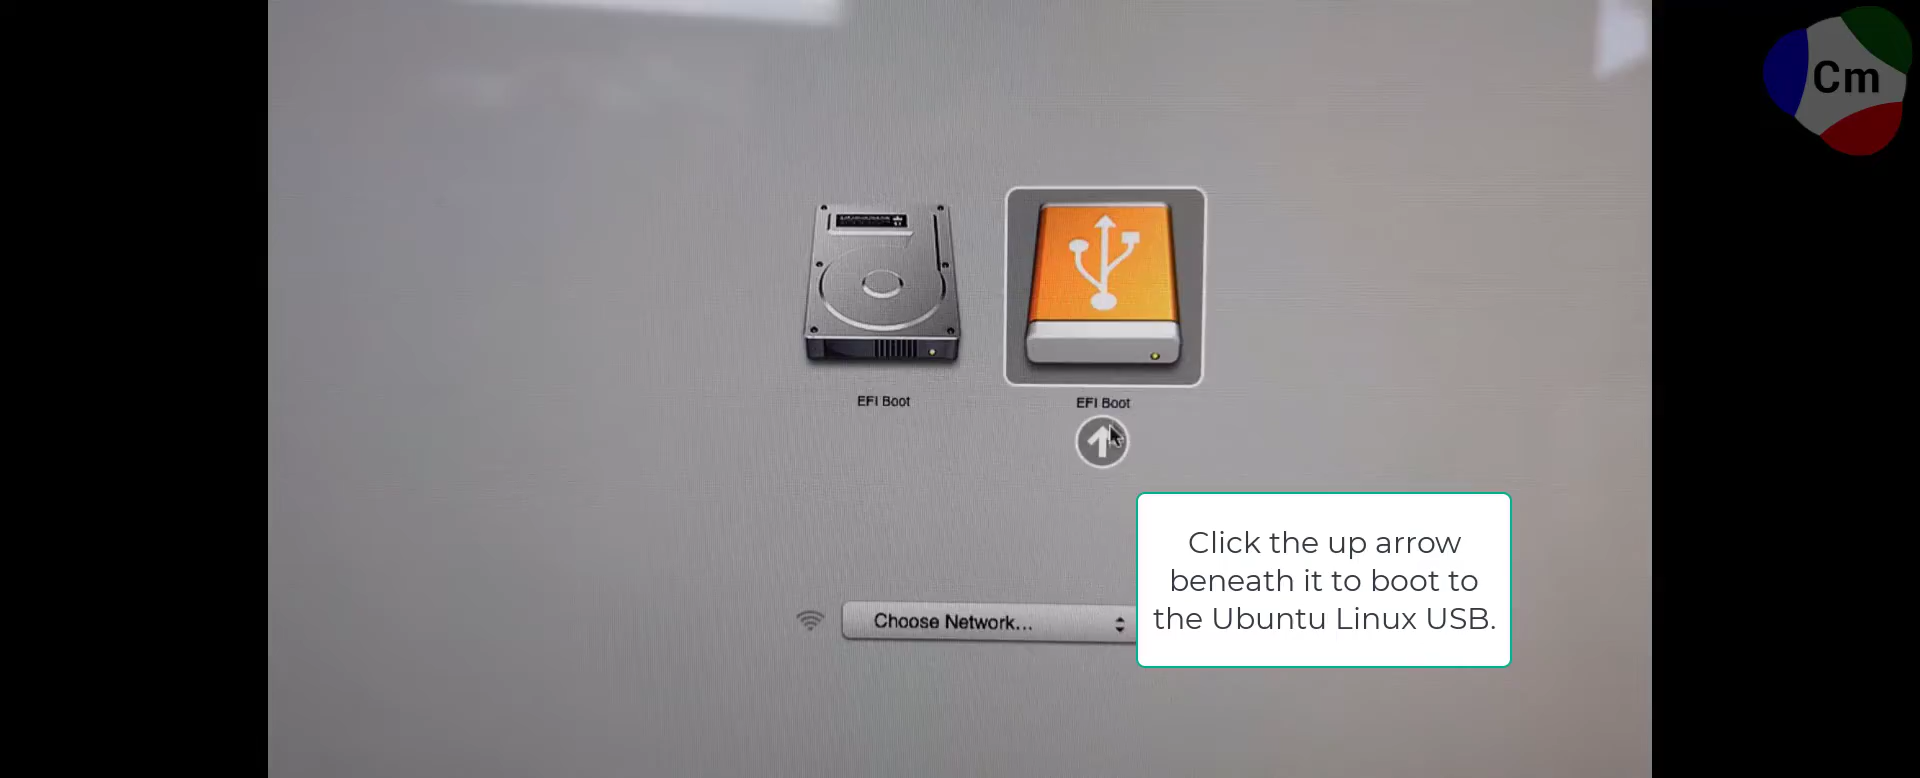 Cm
EFI Boot
EFI Boot
Click the up arrow
beneath it to boot to
the Ubuntu Linux USB.
Choose Network...